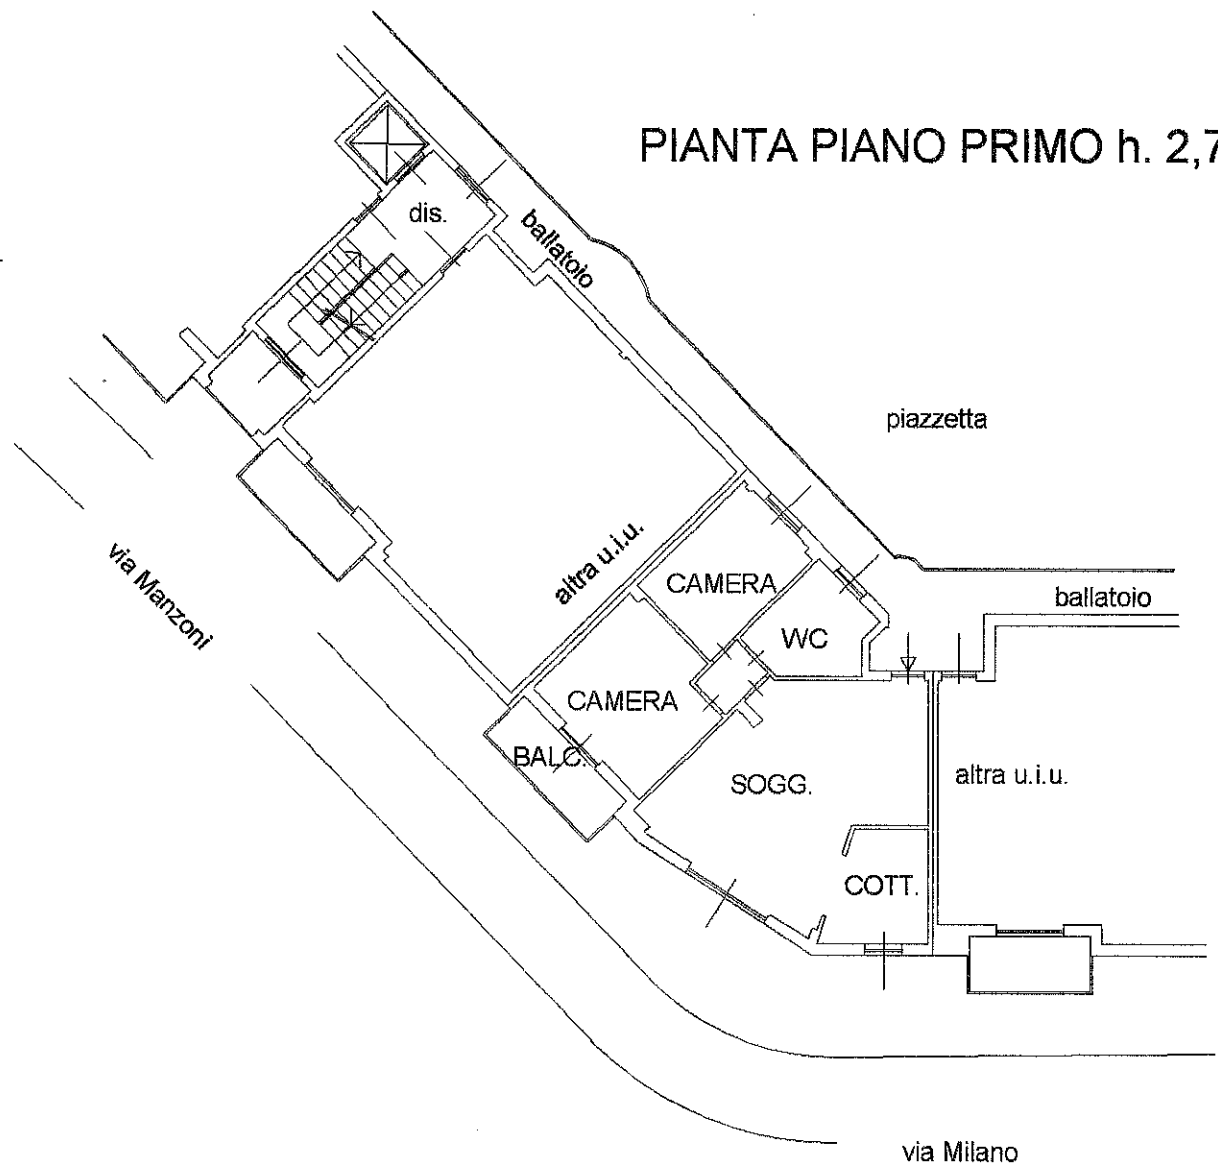 PIANTA PIANO PRIMO h. 2,7
dis.
ballatoio
piazzetta
via Manzoni
altra u.i.u.
CAMERA
ballatoio
WC
CAMERA
BALC.
SOGG.
altra u.i.u.
COTT.
via Milano